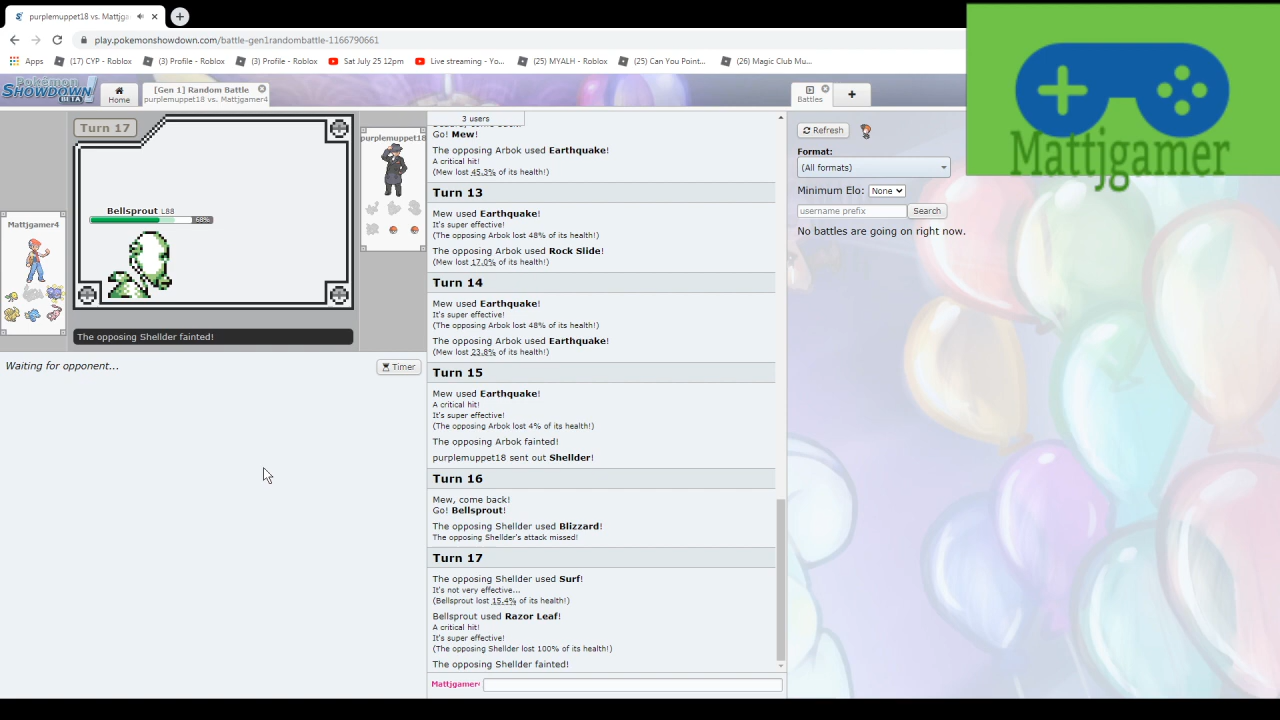 purplemuppet18 vs. Mattjga
play.pokemonshowdown.com/battle-gen1randombattle-1166790661
Apps
(17) CYP - Roblox
(3) Profile - Roblox
(3) Profile - Roblox
Sat July 25 12pm
Live streaming - Yo...
(25) MYALH - Roblox
(25) Can You Point...
(26) Magic Club Mu...
Pokémon
SHOWDOWN
BETA
Home
[Gen 1] Random Battle
purplemuppet18 vs. Mattjgamer4
Battles
Mattjgamer
Turn 17
Bellsprout L88
68%
Mattjgamer4
purplemuppet18
The opposing Shellder fainted!
Waiting for opponent...
Timer
3 users
Go! Mew!
The opposing Arbok used Earthquake!
A critical hit!
(Mew lost 45.3% of its health!)
Turn 13
Mew used Earthquake!
It's super effective!
(The opposing Arbok lost 48% of its health!)
The opposing Arbok used Rock Slide!
(Mew lost 17.0% of its health!)
Turn 14
Mew used Earthquake!
It's super effective!
(The opposing Arbok lost 48% of its health!)
The opposing Arbok used Earthquake!
(Mew lost 23.8% of its health!)
Turn 15
Mew used Earthquake!
A critical hit!
It's super effective!
(The opposing Arbok lost 4% of its health!)
The opposing Arbok fainted!
purplemuppet18 sent out Shellder!
Turn 16
Mew, come back!
Go! Bellsprout!
The opposing Shellder used Blizzard!
The opposing Shellder's attack missed!
Turn 17
The opposing Shellder used Surf!
It's not very effective...
(Bellsprout lost 15.4% of its health!)
Bellsprout used Razor Leaf!
A critical hit!
It's super effective!
(The opposing Shellder lost 100% of its health!)
The opposing Shellder fainted!
Mattjgamer
Refresh
Format:
(All formats)
Minimum Elo: None
username prefix
Search
No battles are going on right now.